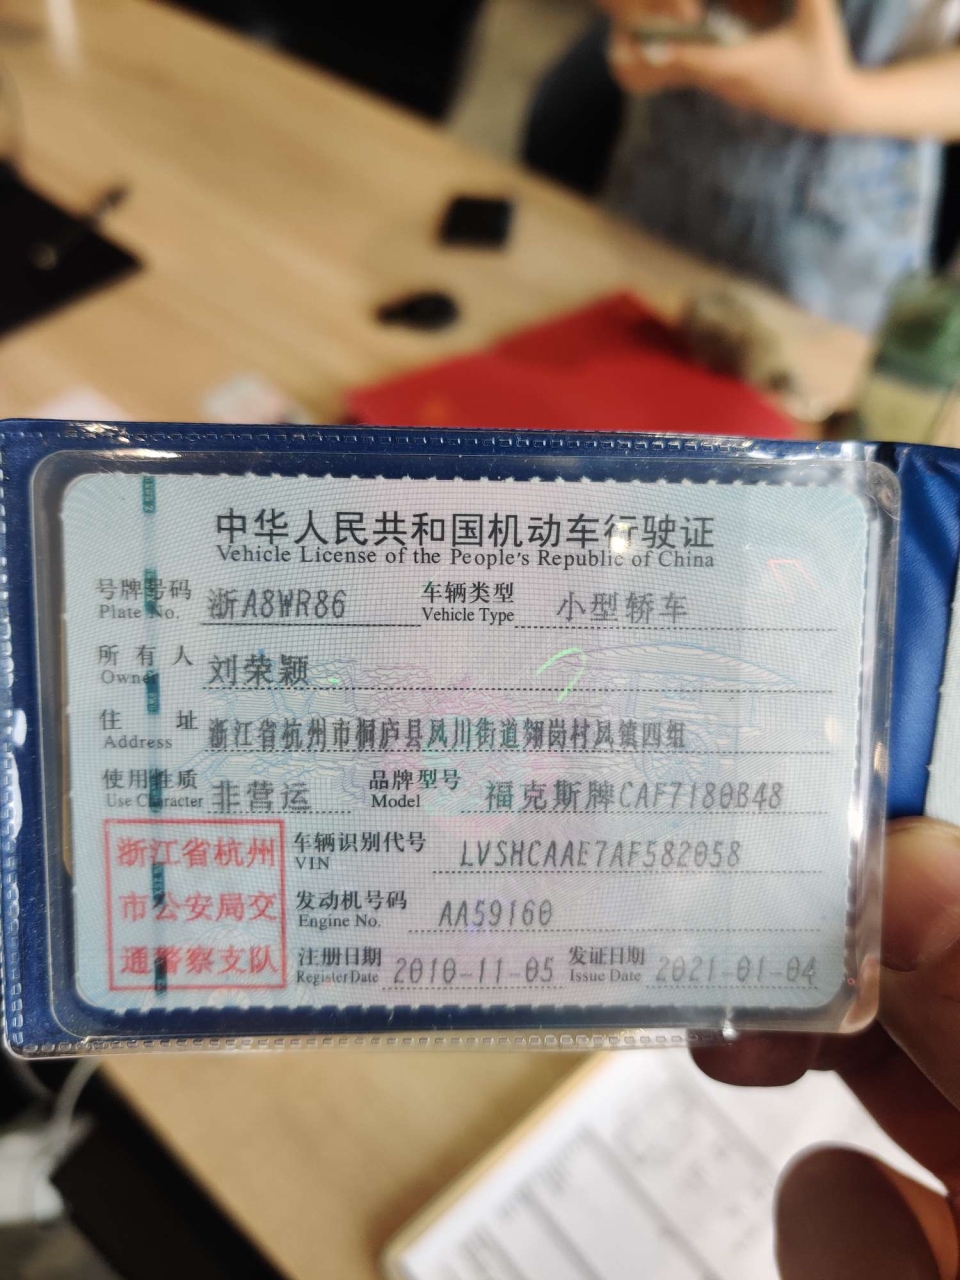 中华人民共和国机动车行驶证
Vehicle License of the People's Republic of China
号牌号码 浙A8WR86 车辆类型 小型轿车
Plate No. Vehicle Type
所有人 刘荣颖
Owner
住址 浙江省杭州市桐庐县凤川街道翙岗村凤镇四组
Address
使用性质 非营运 品牌型号 福克斯牌CAF7180B48
Use Character Model
浙江省杭州 车辆识别代号 LVSHCAAE7AF582058
VIN
市公安局交 发动机号码 AA59160
Engine No.
通警察支队 注册日期 2010-11-05 发证日期 2021-01-04
Register Date Issue Date